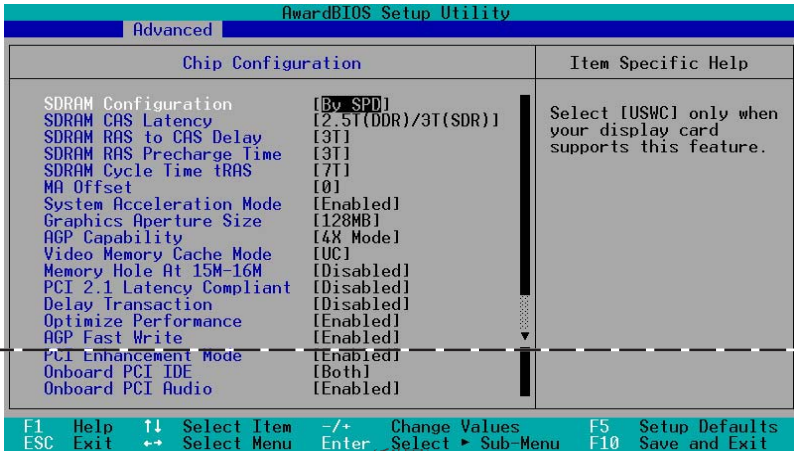 AwardBIOS Setup Utility
Advanced
Chip Configuration
Item Specific Help
SDRAM Configuration [By SPD]
SDRAM CAS Latency [2.5T(DDR)/3T(SDR)]
SDRAM RAS to CAS Delay [3T]
SDRAM RAS Precharge Time [3T]
SDRAM Cycle Time tRAS [7T]
MA Offset [0]
System Acceleration Mode [Enabled]
Graphics Aperture Size [128MB]
AGP Capability [4X Mode]
Video Memory Cache Mode [UC]
Memory Hole At 15M-16M [Disabled]
PCI 2.1 Latency Compliant [Disabled]
Delay Transaction [Disabled]
Optimize Performance [Enabled]
AGP Fast Write [Enabled]
PCI Enhancement Mode [Enabled]
Onboard PCI IDE [Both]
Onboard PCI Audio [Enabled]
Select [USWC] only when
your display card
supports this feature.
F1 Help ↑↓ Select Item -/+ Change Values F5 Setup Defaults
ESC Exit ←→ Select Menu Enter Select ► Sub-Menu F10 Save and Exit